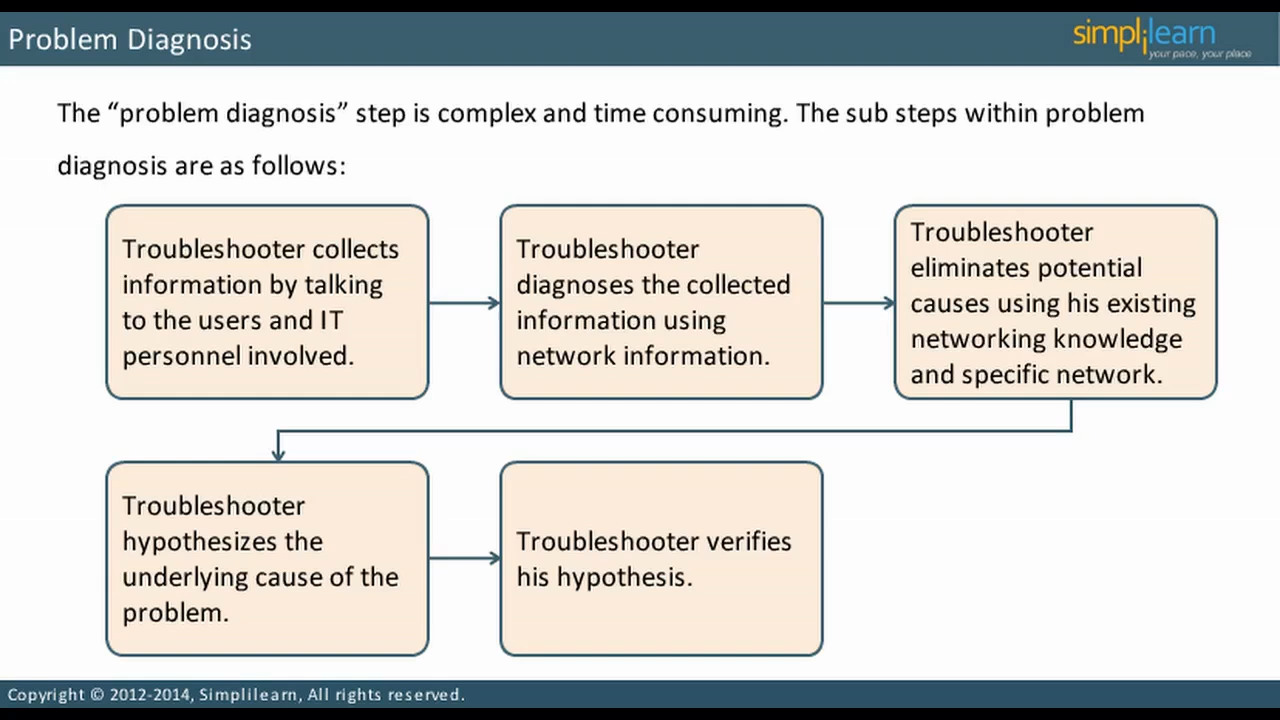 Problem Diagnosis
simplilearn
your pace, your place
The “problem diagnosis” step is complex and time consuming. The sub steps within problem
diagnosis are as follows:
Troubleshooter collects
information by talking
to the users and IT
personnel involved.
Troubleshooter
diagnoses the collected
information using
network information.
Troubleshooter
eliminates potential
causes using his existing
networking knowledge
and specific network.
Troubleshooter
hypothesizes the
underlying cause of the
problem.
Troubleshooter verifies
his hypothesis.
Copyright © 2012-2014, Simplilearn, All rights reserved.